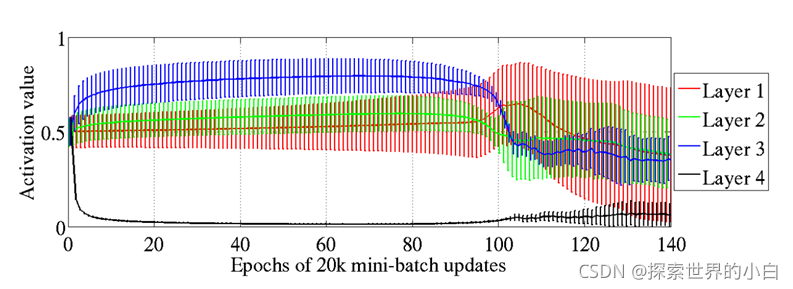 1
0.5
0
Activation value
0
20
40
60
80
100
120
140
Epochs of 20k mini-batch updates
Layer 1
Layer 2
Layer 3
Layer 4
CSDN @探索世界的小白